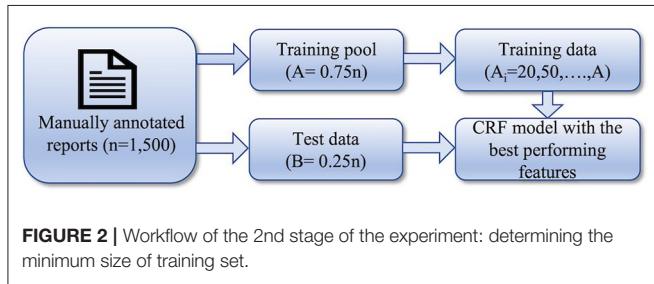 Manually annotated
reports (n=1,500)
Training pool
(A= 0.75n)
Training data
(Aᵢ=20,50,....,A)
Test data
(B= 0.25n)
CRF model with the
best performing
features
FIGURE 2 | Workflow of the 2nd stage of the experiment: determining the
minimum size of training set.